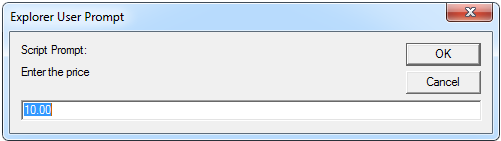 Explorer User Prompt
Script Prompt:
OK
Enter the price
Cancel
10.00